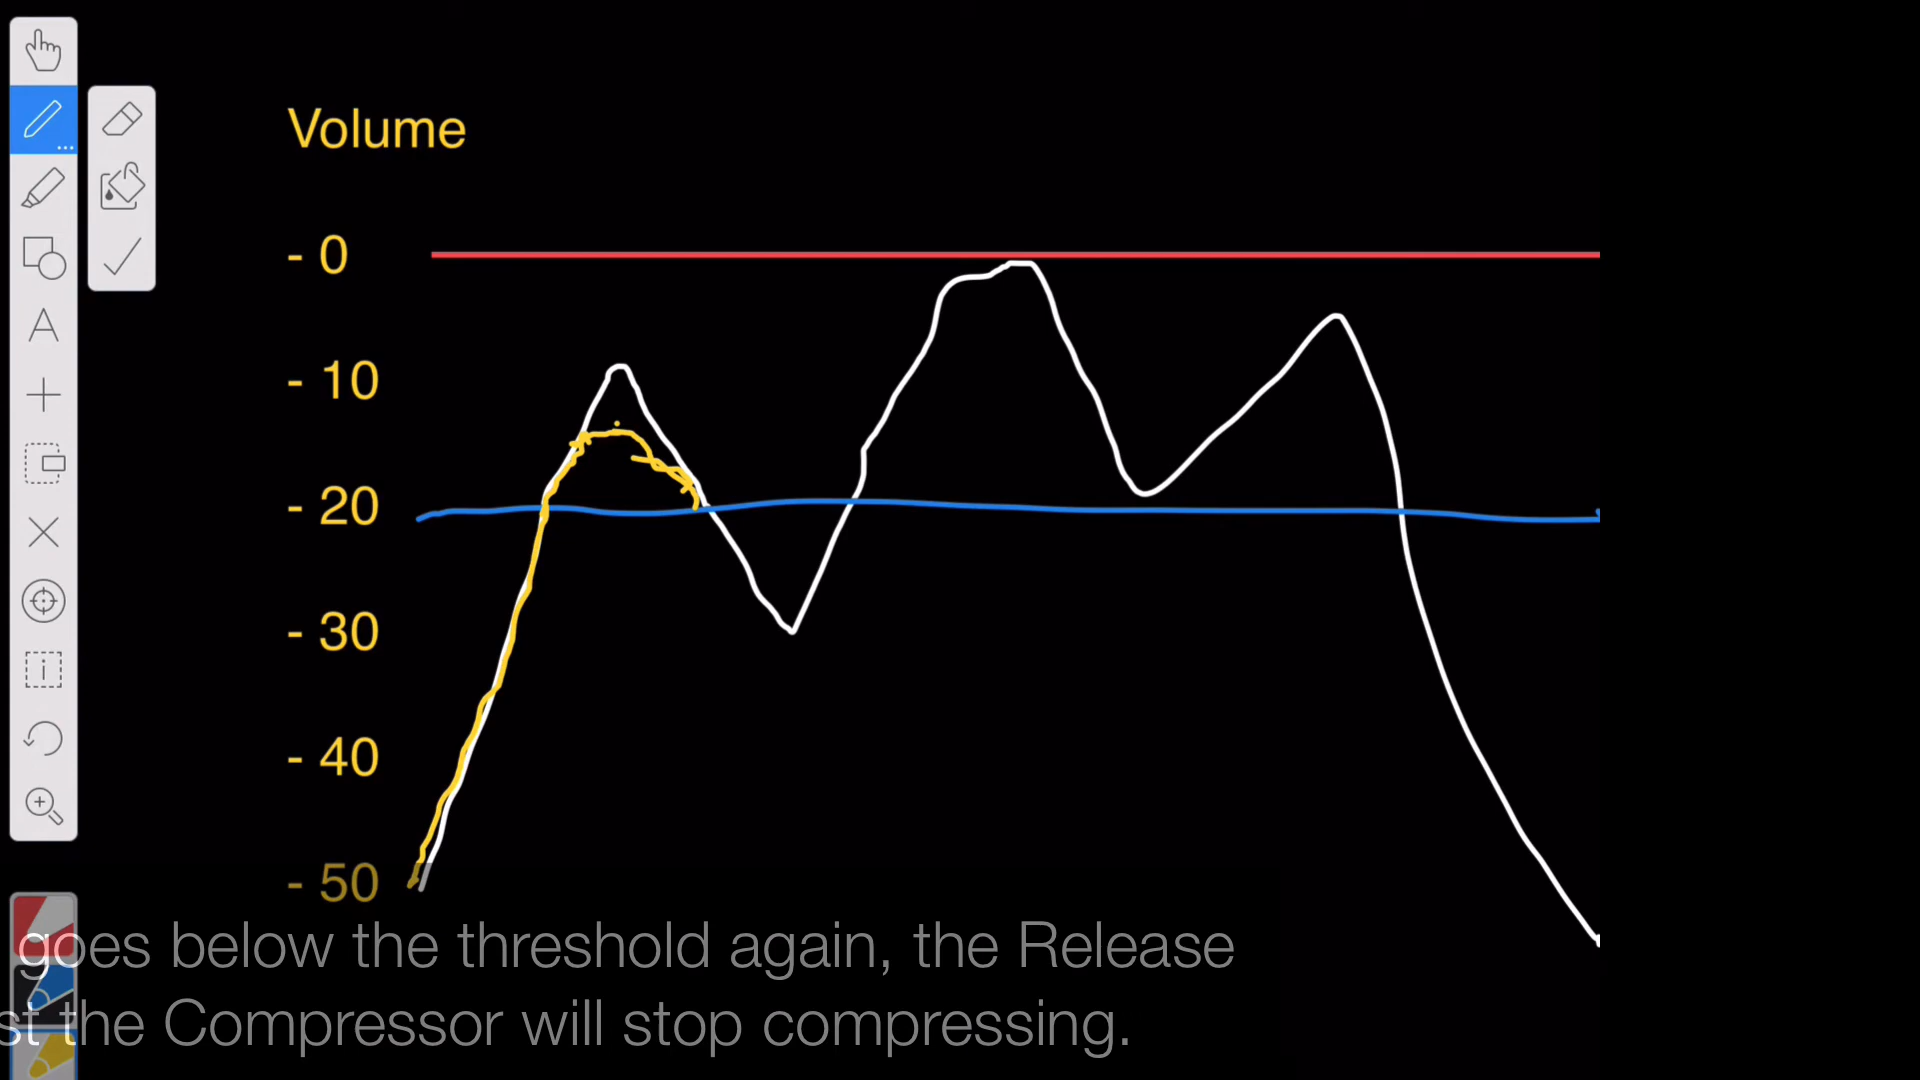 Volume
- 0
- 10
- 20
- 30
- 40
- 50
goes below the threshold again, the Release
the Compressor will stop compressing.